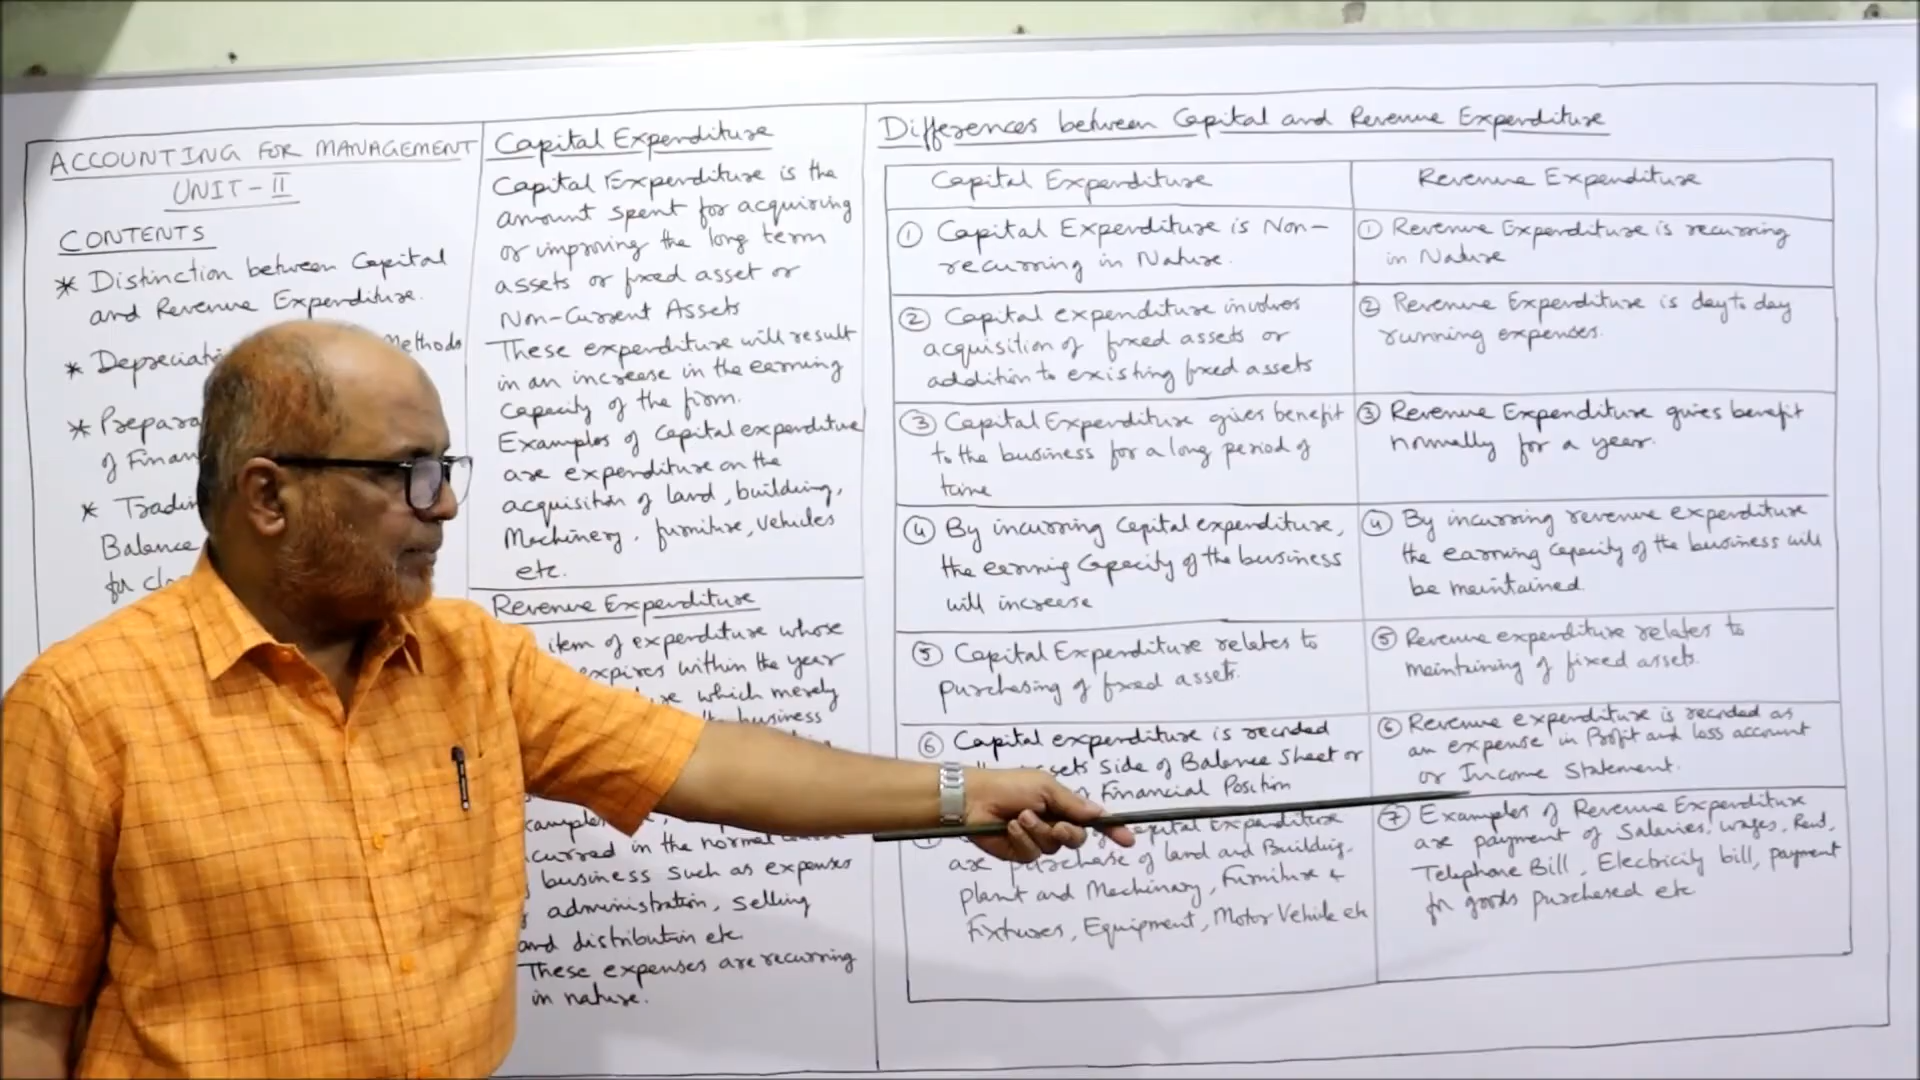 ACCOUNTING FOR MANAGEMENT
UNIT - II
CONTENTS
* Distinction between Capital
and Revenue Expenditure.
* Depreciati Methods
* Prepara
of Finan
* Tradin
Balance
for clo
Capital Expenditure
Capital Expenditure is the
amount spent for acquiring
or improving the long term
assets or fixed asset or
Non-Current Assets
These expenditure will result
in an increase in the earning
capacity of the firm.
Examples of Capital expenditure
are expenditure on the
acquisition of land, building,
Machinery, furniture, Vehicles
etc.
Revenue Expenditure
item of expenditure whose
expires within the year
which merely
business
curred in the normal
business such as expenses
administration, selling
and distribution etc
These expenses are recurring
in nature.
Differences between Capital and Revenue Expenditure
Capital Expenditure
Revenue Expenditure
① Capital Expenditure is Non-
recurring in Nature.
① Revenue Expenditure is recurring
in Nature
② Capital expenditure involves
acquisition of fixed assets or
addition to existing fixed assets
② Revenue Expenditure is day to day
running expenses.
③ Capital Expenditure gives benefit
to the business for a long period of
time
③ Revenue Expenditure gives benefit
normally for a year.
④ By incurring Capital expenditure,
the earning Capacity of the business
will increase
④ By incurring revenue expenditure
the earning capacity of the business will
be maintained.
⑤ Capital Expenditure relates to
purchasing of fixed assets.
⑤ Revenue expenditure relates to
maintaining of fixed assets.
⑥ Capital expenditure is recorded
ssets side of Balance Sheet or
Financial Position
⑥ Revenue expenditure is recorded as
an expense in Profit and loss account
or Income Statement.
Capital Expenditure
are purchase of land and Building,
plant and Machinary, Furniture &
Fixtures, Equipment, Motor Vehicle etc
⑦ Examples of Revenue Expenditure
are payment of Salaries, wages, Rent,
Telephone Bill, Electricity bill, payment
for goods purchased etc